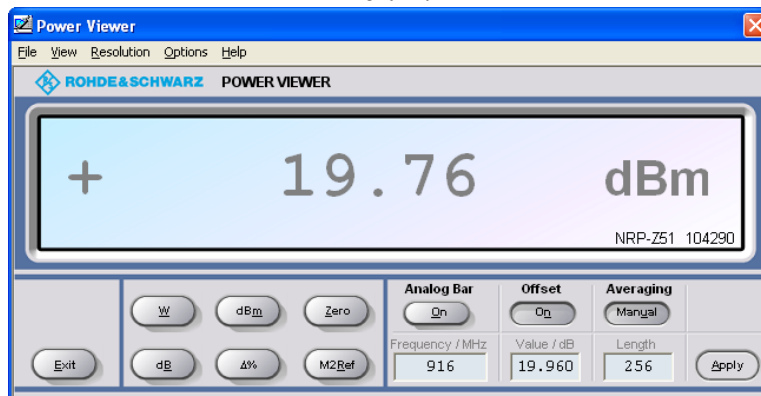 Power Viewer
File View Resolution Options Help
ROHDE&SCHWARZ POWER VIEWER
+ 19.76 dBm
NRP-Z51 104290
Analog Bar Offset Averaging
W dBm Zero On On Manual
Frequency / MHz Value / dB Length
Exit dB Δ% M2Ref 916 19.960 256 Apply